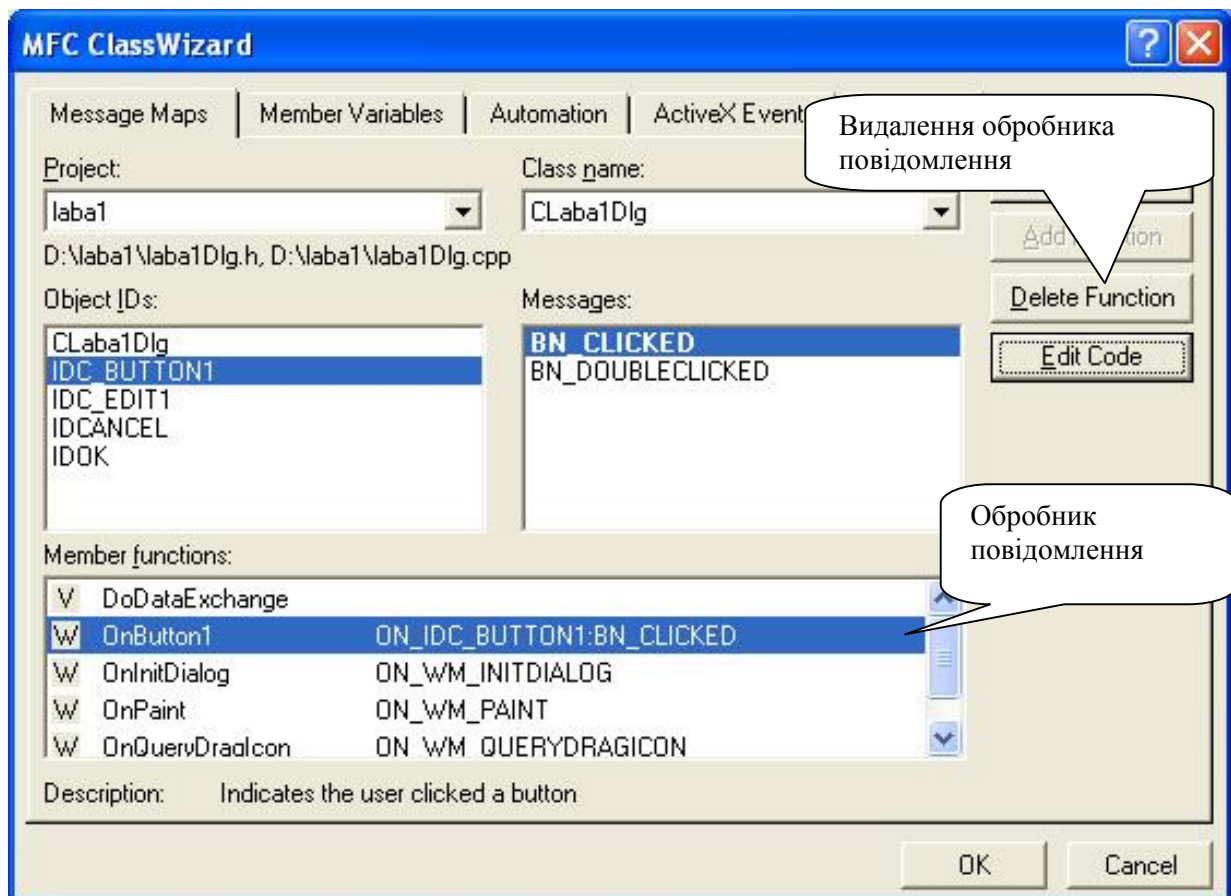 MFC ClassWizard
Message Maps
Member Variables
Automation
ActiveX Event
Видалення обробника
повідомлення
Project:
Class name:
laba1
CLaba1Dlg
Add
D:\laba1\laba1Dlg.h, D:\laba1\laba1Dlg.cpp
Delete Function
Object IDs:
Messages:
Edit Code
CLaba1Dlg
IDC_BUTTON1
IDC_EDIT1
IDCANCEL
IDOK
BN_CLICKED
BN_DOUBLECLICKED
Обробник
повідомлення
Member functions:
V DoDataExchange
W OnButton1 ON_IDC_BUTTON1:BN_CLICKED
W OnInitDialog ON_WM_INITDIALOG
W OnPaint ON_WM_PAINT
W OnQueryDragIcon ON_WM_QUERYDRAGICON
Description: Indicates the user clicked a button
OK
Cancel